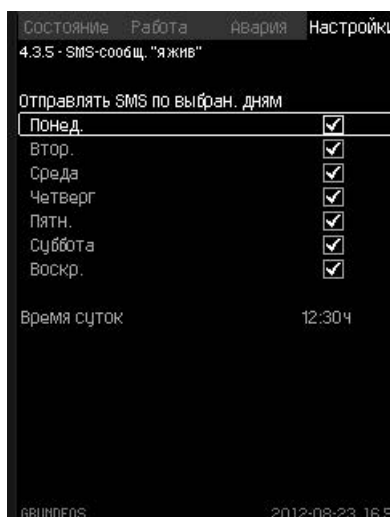 Состояние Работа Авария Настройки
4.3.5 - SMS-сообщ. "я жив"
Отправлять SMS по выбран. дням
Понед.
Втор.
Среда
Четверг
Пятн.
Суббота
Воскр.
Время суток 12:30ч
GRUNDFOS 2012-08-23